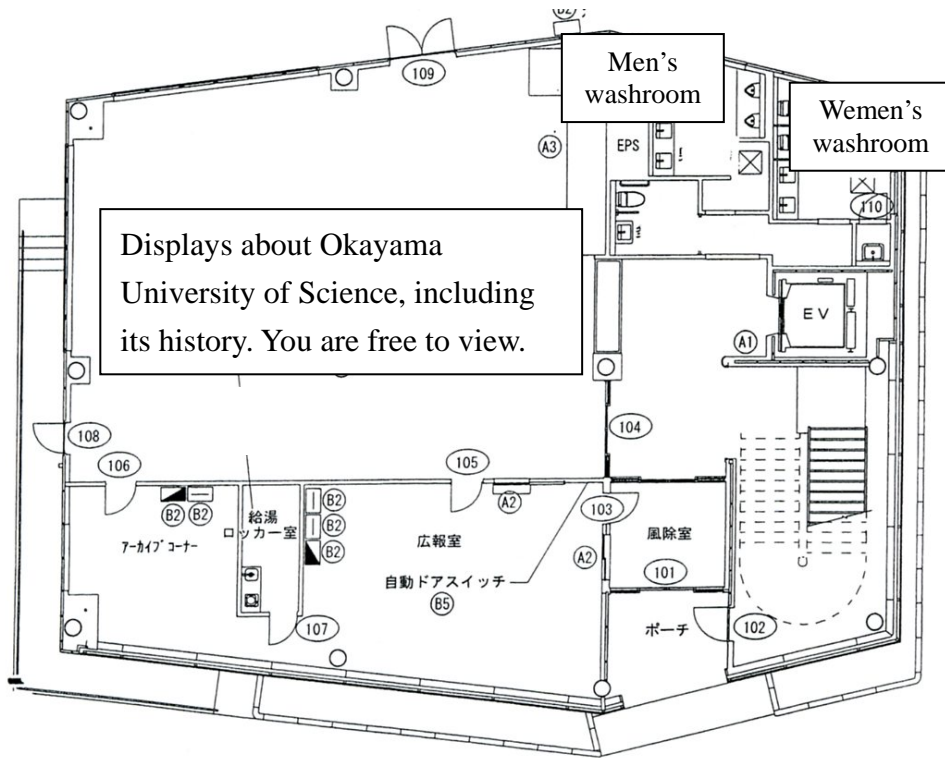 B2
109
Men's
washroom
Wemen's
washroom
A3
EPS
110
Displays about Okayama
University of Science, including
its history. You are free to view.
EV
A1
108
104
106
105
B2
B2
給湯
ロッカー室
B2
B2
B2
A2
103
アーカイブコーナー
広報室
風除室
自動ドアスイッチ
A2
101
B5
107
ポーチ
102